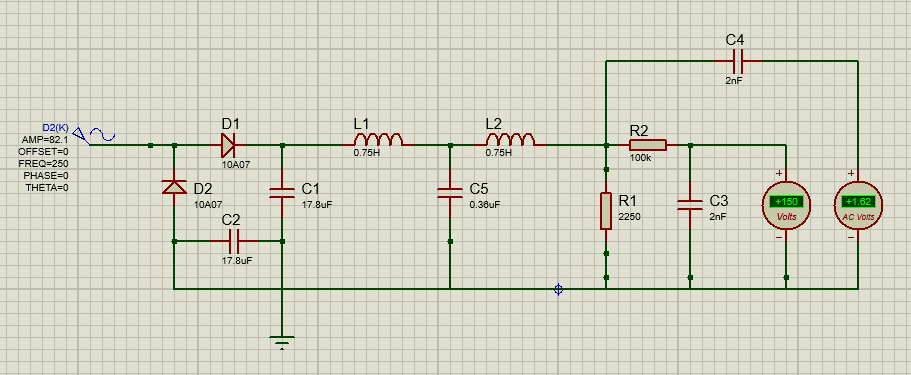 C4
2nF
D2(K)
AMP=82.1
OFFSET=0
FREQ=250
PHASE=0
THETA=0
D1
10A07
L1
0.75H
L2
0.75H
R2
100k
D2
10A07
C1
17.8uF
C5
0.36uF
R1
2250
C3
2nF
+150
Volts
+1.62
AC Volts
C2
17.8uF